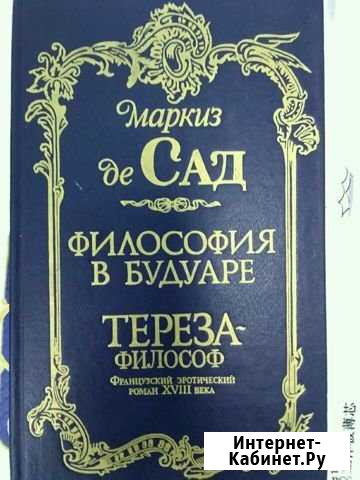 Маркиз
де САД
ФИЛОСОФИЯ
В БУДУАРЕ
ТЕРЕЗА-
ФИЛОСОФ
ФРАНЦУЗСКИЙ ЭРОТИЧЕСКИЙ
РОМАН XVIII ВЕКА
Интернет-
Кабинет.Ру